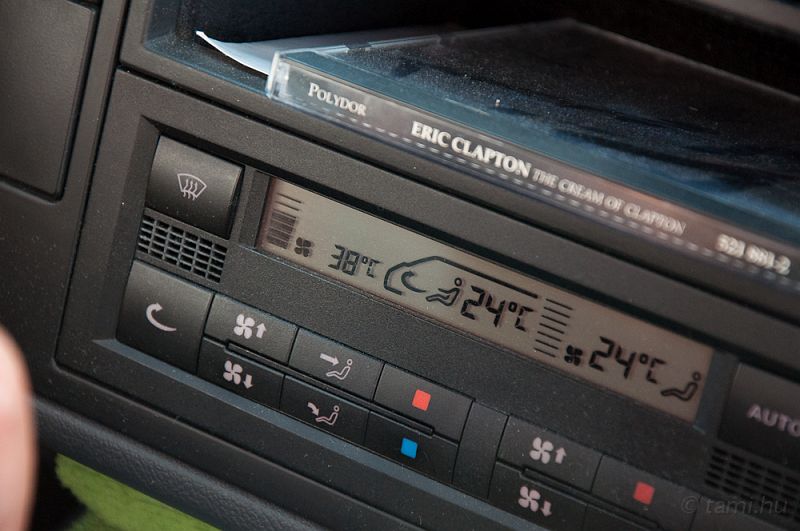 POLYDOR ERIC CLAPTON THE CREAM OF CLAPTON 521 881-2
38°C 24°C 24°C
AUTO
© tami.hu